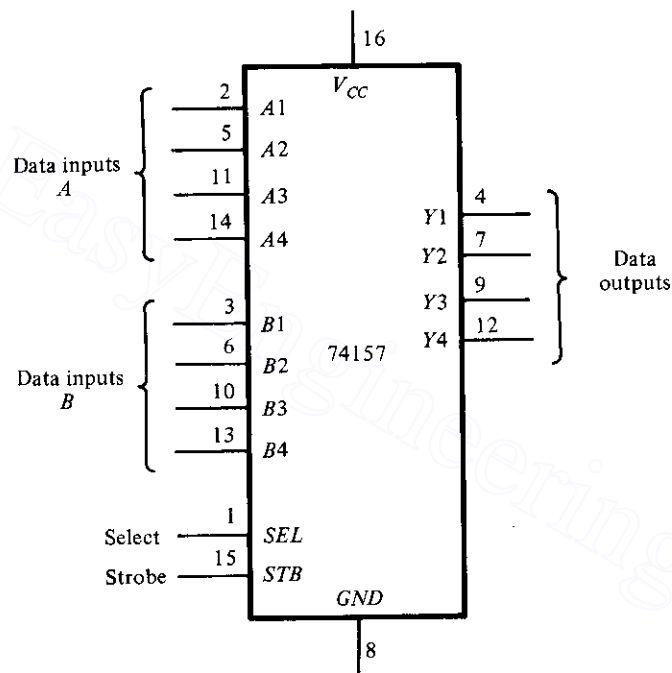 16
V_CC
2
A1
5
A2
Data inputs
A
11
A3
14
A4
4
Y1
7
Y2
9
Y3
12
Y4
Data
outputs
3
B1
6
B2
Data inputs
B
10
B3
13
B4
74157
Select
1
SEL
Strobe
15
STB
GND
8
EasyEngineering